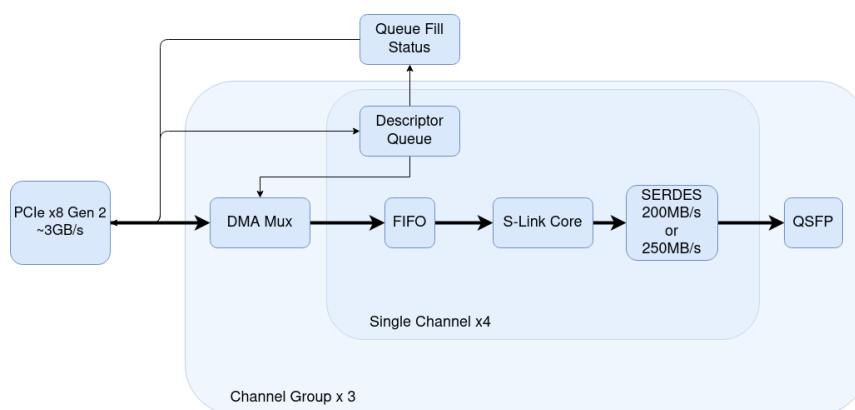 Queue Fill
Status
Descriptor
Queue
PCIe x8 Gen 2
~3GB/s
DMA Mux
FIFO
S-Link Core
SERDES
200MB/s
or
250MB/s
QSFP
Single Channel x4
Channel Group x 3